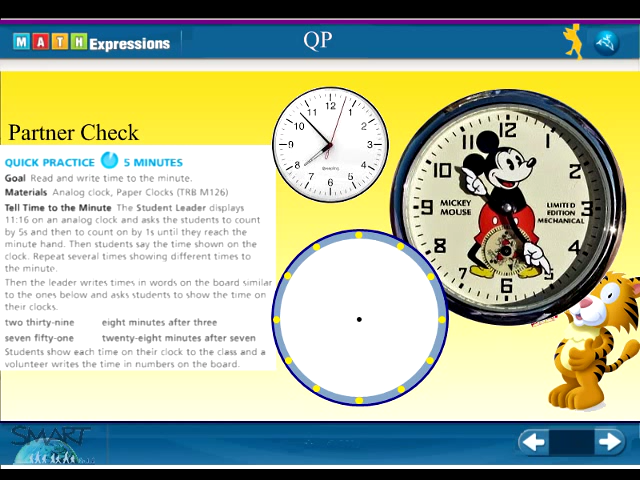 MATH Expressions
QP
Partner Check
QUICK PRACTICE 5 MINUTES
Goal Read and write time to the minute.
Materials Analog clock, Paper Clocks (TRB M126)
Tell Time to the Minute The Student Leader displays
11:16 on an analog clock and asks the students to count
by 5s and then to count on by 1s until they reach the
minute hand. Then students say the time shown on the
clock. Repeat several times showing different times to
the minute.
Then the leader writes times in words on the board similar
to the ones below and asks students to show the time on
their clocks.
two thirty-nine eight minutes after three
seven fifty-one twenty-eight minutes after seven
Students show each time on their clock to the class and a
volunteer writes the time in numbers on the board.
12
1
2
3
4
5
6
7
8
9
10
11
11
12
1
10
2
9
MICKEY
MOUSE
LIMITED
EDITION
MECHANICAL
3
8
4
7
6
5
SMART